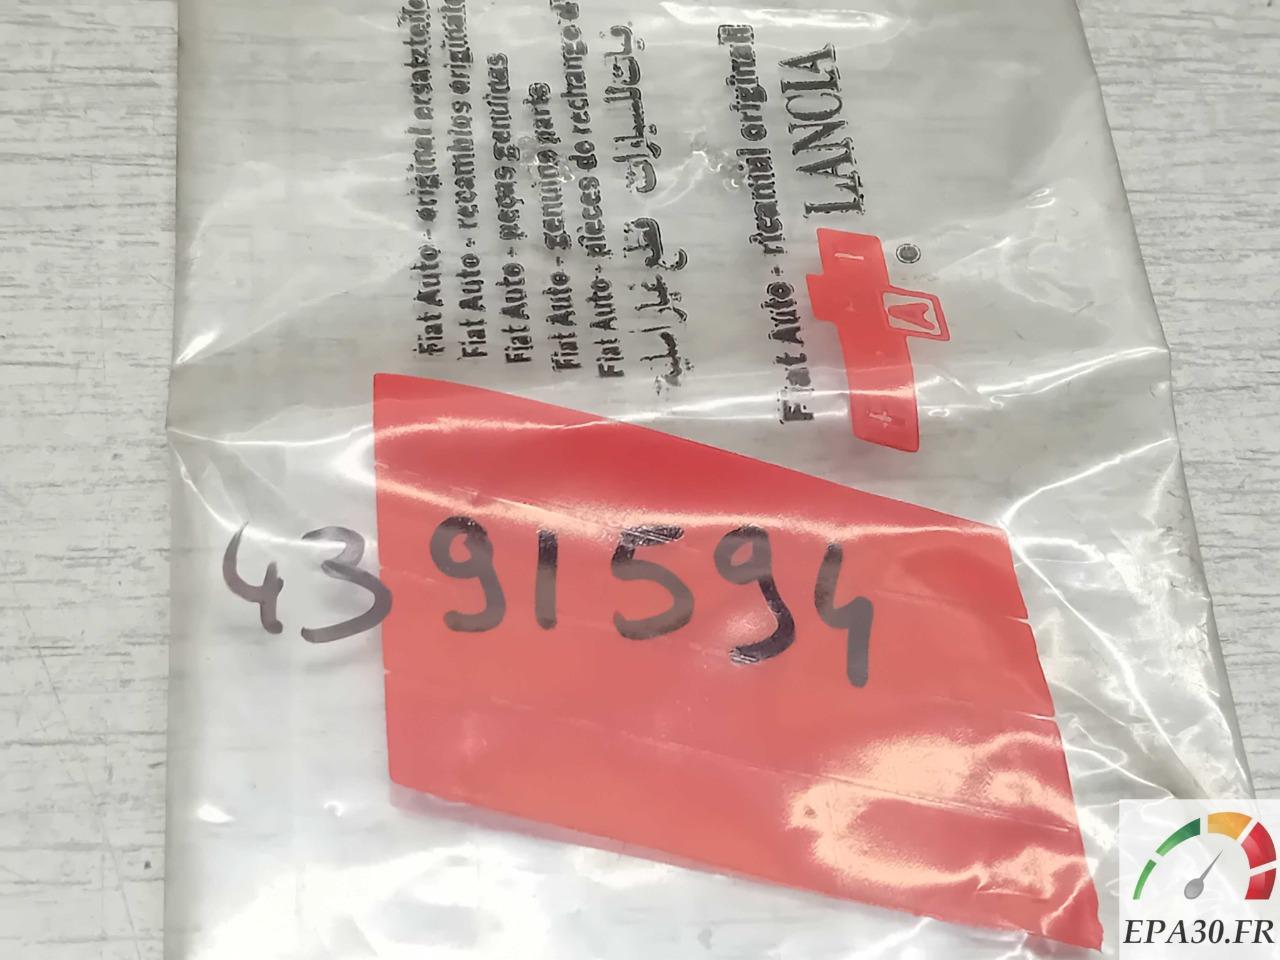 Fiat Auto - original ersatzteile
Fiat Auto - recambios originales
Fiat Auto - peças genuínas
Fiat Auto - genuine parts
Fiat Auto - pièces de rechange d'
قطع غيار أصلية
Fiat Auto - ricambi originali
LANCIA
4391594
EPA30.FR